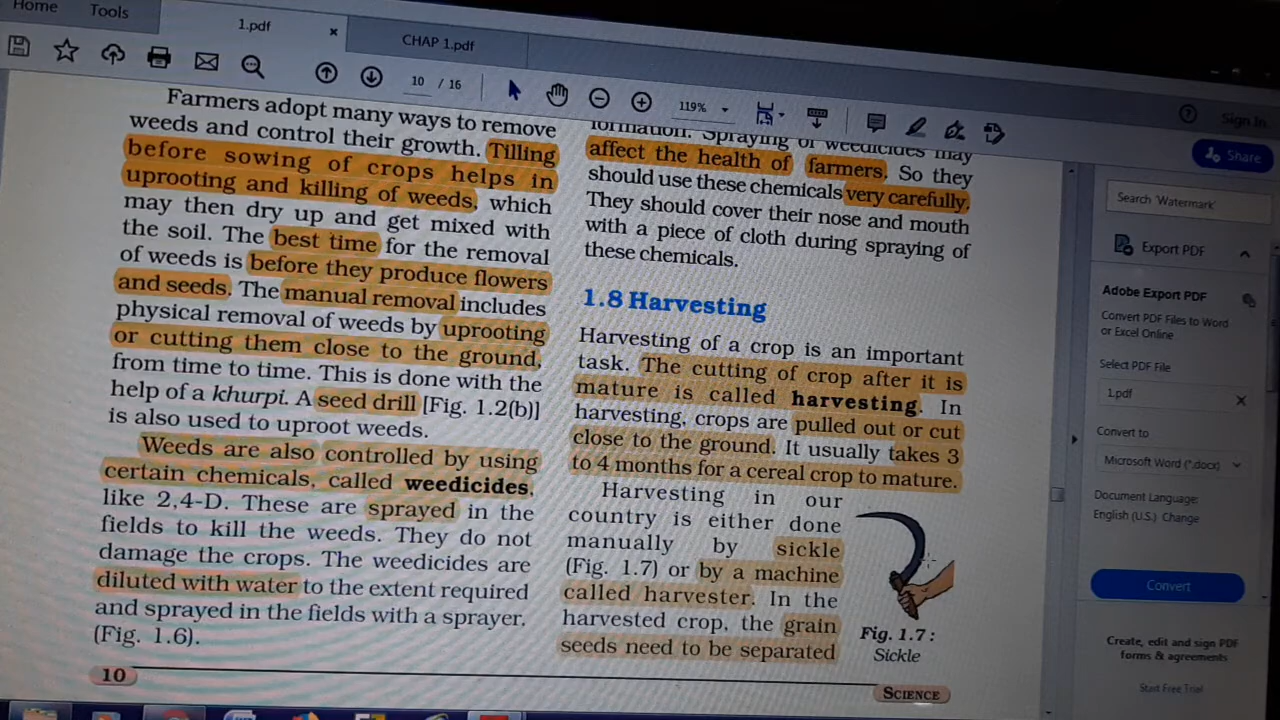 Home
Tools
1.pdf
×
CHAP 1.pdf
10 / 16
119%
Sign In
Share
Farmers adopt many ways to remove
weeds and control their growth. Tilling
before sowing of crops helps in
uprooting and killing of weeds, which
may then dry up and get mixed with
the soil. The best time for the removal
of weeds is before they produce flowers
and seeds. The manual removal includes
physical removal of weeds by uprooting
or cutting them close to the ground,
from time to time. This is done with the
help of a khurpi. A seed drill [Fig. 1.2(b)]
is also used to uproot weeds.
Weeds are also controlled by using
certain chemicals, called weedicides,
like 2,4-D. These are sprayed in the
fields to kill the weeds. They do not
damage the crops. The weedicides are
diluted with water to the extent required
and sprayed in the fields with a sprayer.
(Fig. 1.6).
10
formation. Spraying of weedicides may
affect the health of farmers. So they
should use these chemicals very carefully.
They should cover their nose and mouth
with a piece of cloth during spraying of
these chemicals.
1.8 Harvesting
Harvesting of a crop is an important
task. The cutting of crop after it is
mature is called harvesting. In
harvesting, crops are pulled out or cut
close to the ground. It usually takes 3
to 4 months for a cereal crop to mature.
Harvesting in our
country is either done
manually by sickle
(Fig. 1.7) or by a machine
called harvester. In the
harvested crop, the grain
seeds need to be separated
Fig. 1.7 :
Sickle
SCIENCE
Search 'Watermark'
Export PDF
Adobe Export PDF
Convert PDF Files to Word
or Excel Online
Select PDF File
1.pdf
×
Convert to
Microsoft Word (*.docx)
Document Language:
English (U.S.) Change
Convert
Create, edit and sign PDF
forms & agreements
Start Free Trial